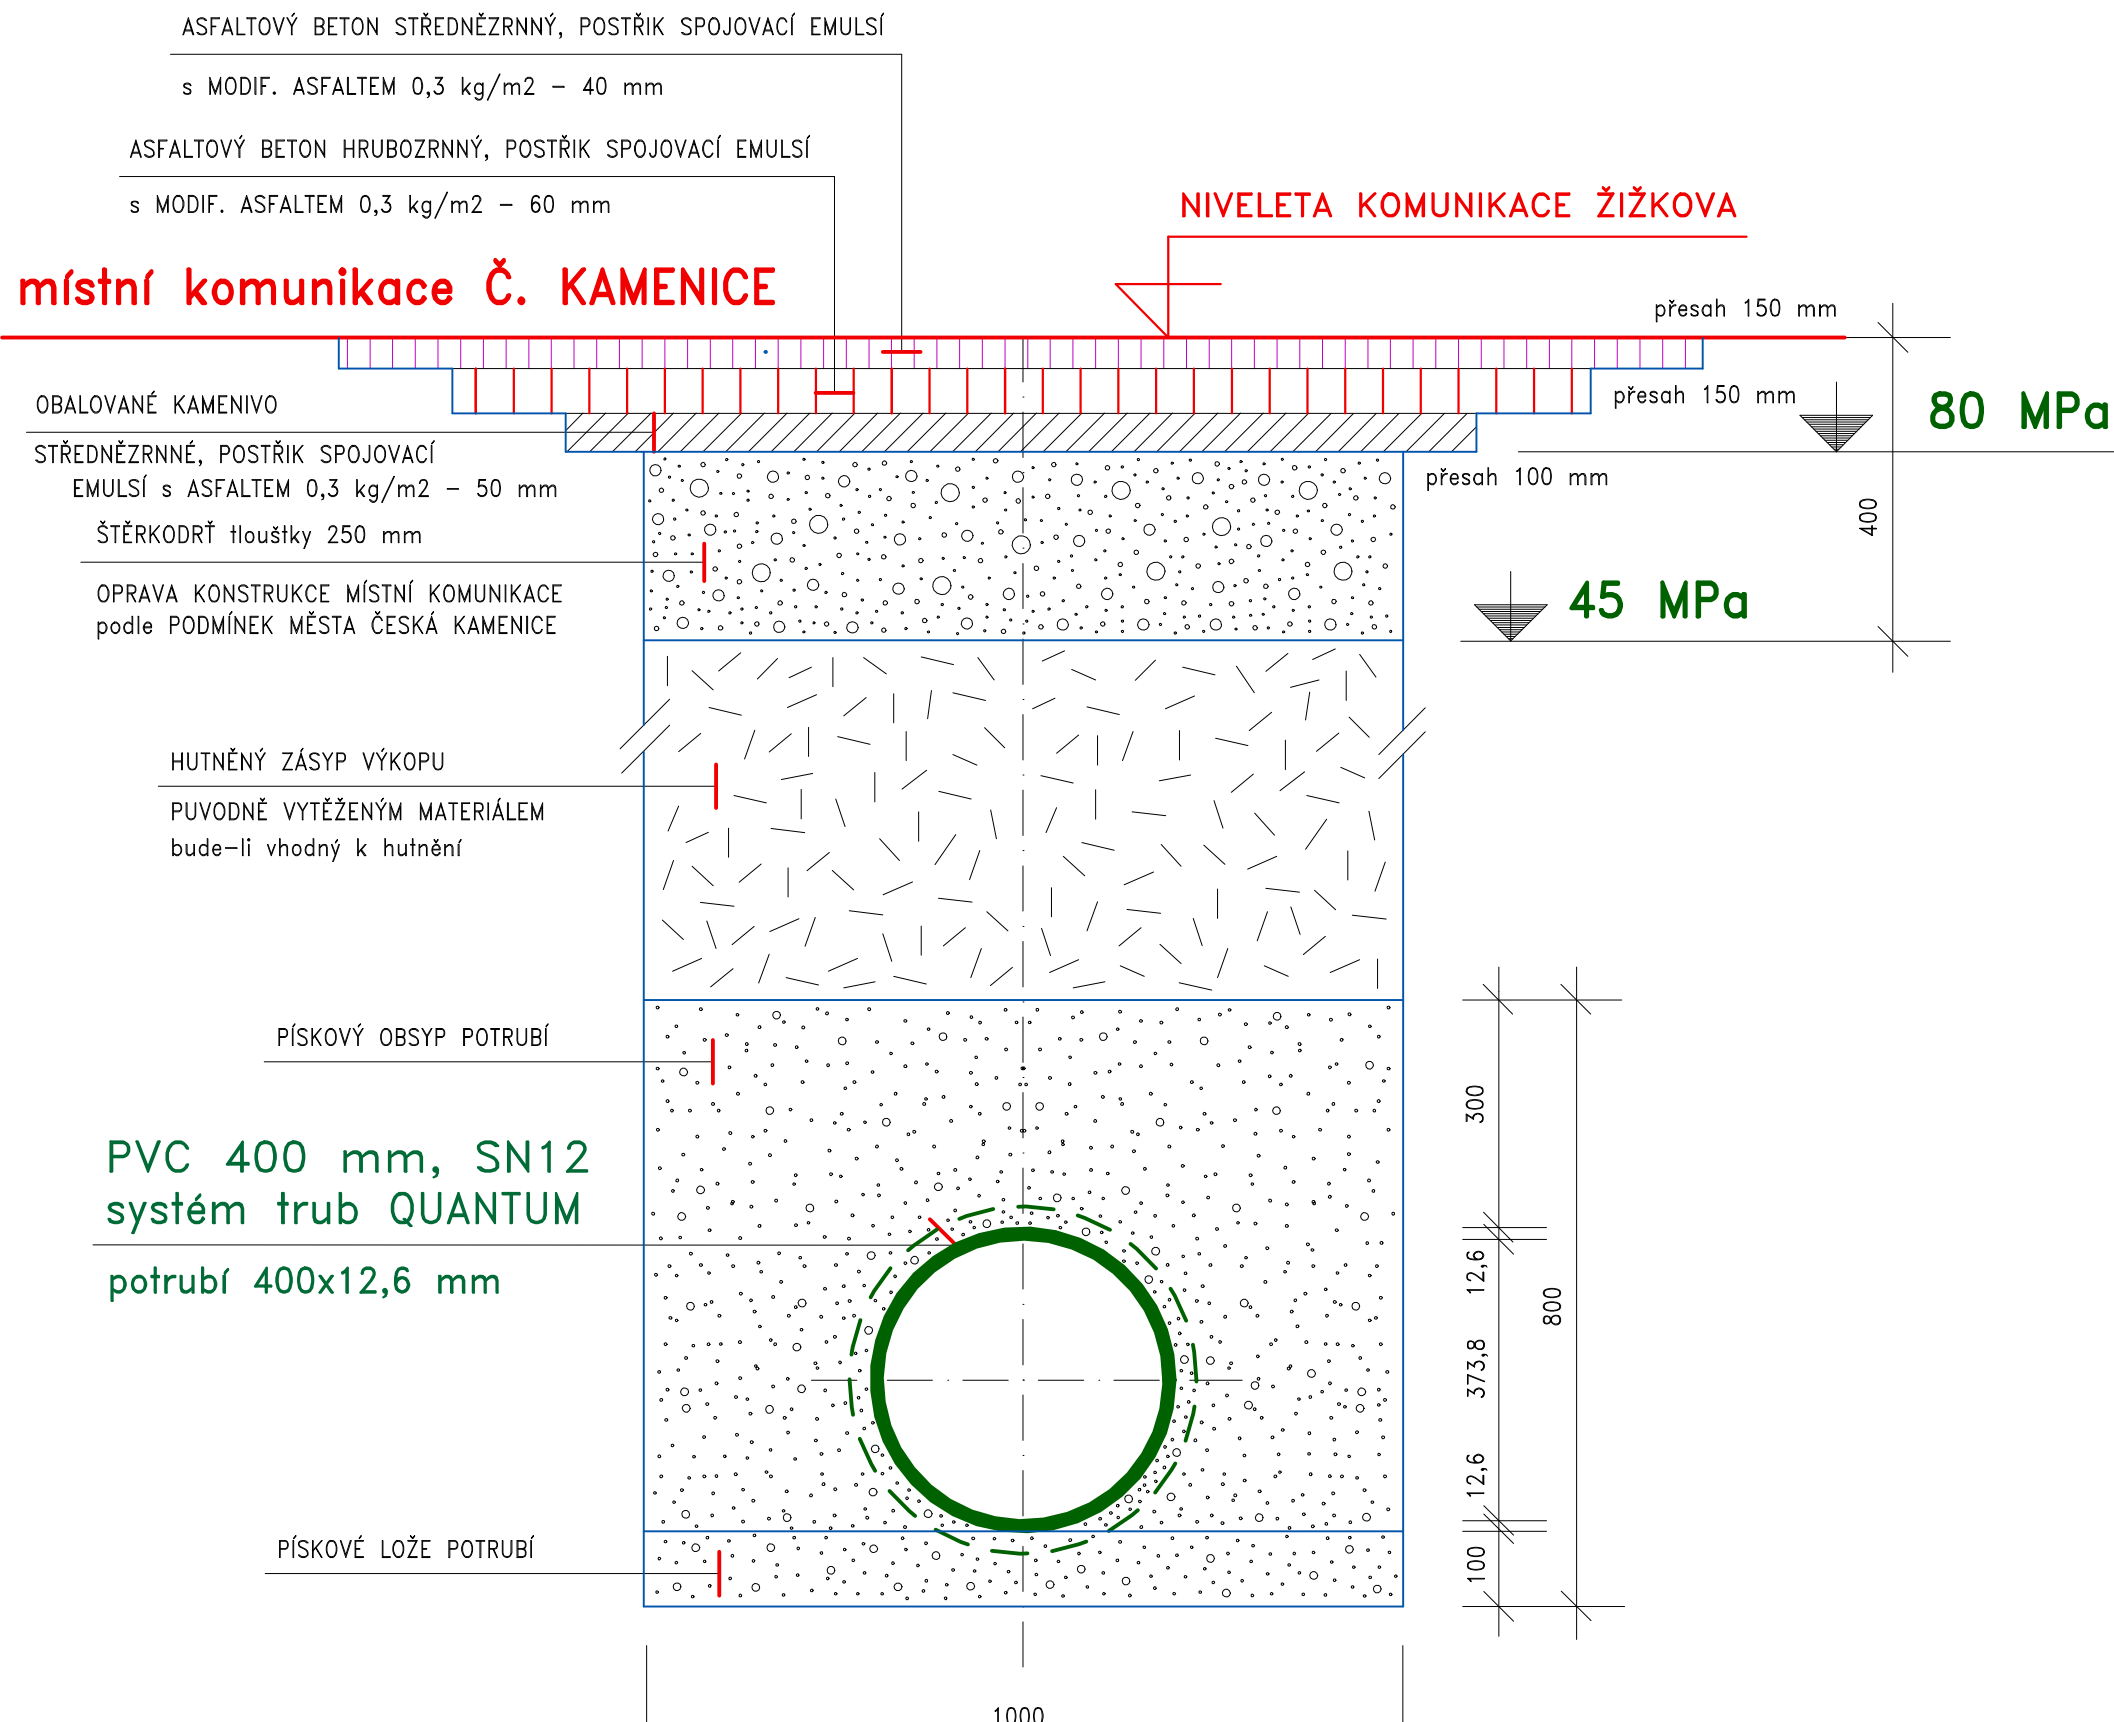 ASFALTOVÝ BETON STŘEDNĚZRNNÝ, POSTŘIK SPOJOVACÍ EMULSÍ
s MODIF. ASFALTEM 0,3 kg/m2 - 40 mm
ASFALTOVÝ BETON HRUBOZRNNÝ, POSTŘIK SPOJOVACÍ EMULSÍ
s MODIF. ASFALTEM 0,3 kg/m2 - 60 mm
NIVELETA KOMUNIKACE ŽIŽKOVA
místní komunikace Č. KAMENICE
přesah 150 mm
přesah 150 mm
80 MPa
OBALOVANÉ KAMENIVO
STŘEDNĚZRNNÉ, POSTŘIK SPOJOVACÍ
EMULSÍ s ASFALTEM 0,3 kg/m2 - 50 mm
přesah 100 mm
400
ŠTĚRKODRŤ tloušťky 250 mm
OPRAVA KONSTRUKCE MÍSTNÍ KOMUNIKACE
podle PODMÍNEK MĚSTA ČESKÁ KAMENICE
45 MPa
HUTNĚNÝ ZÁSYP VÝKOPU
PUVODNĚ VYTĚŽENÝM MATERIÁLEM
bude-li vhodný k hutnění
PÍSKOVÝ OBSYP POTRUBÍ
300
PVC 400 mm, SN12
systém trub QUANTUM
potrubí 400x12,6 mm
12,6
800
373,8
12,6
PÍSKOVÉ LOŽE POTRUBÍ
100
1000